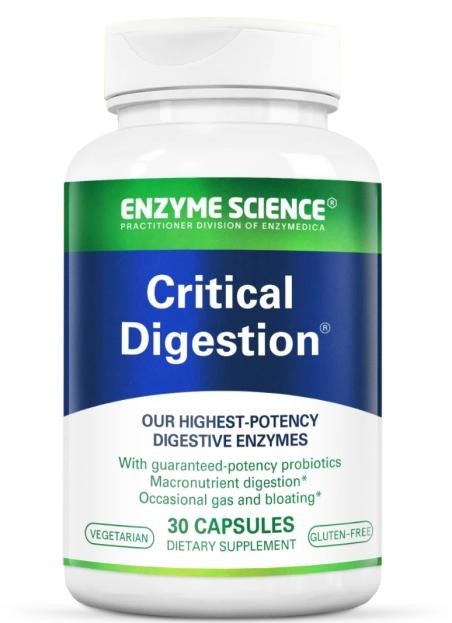 ENZYME SCIENCE®
PRACTITIONER DIVISION OF ENZYMEDICA
Critical
Digestion®
OUR HIGHEST-POTENCY
DIGESTIVE ENZYMES
With guaranteed-potency probiotics
Macronutrient digestion*
Occasional gas and bloating*
VEGETARIAN
30 CAPSULES
DIETARY SUPPLEMENT
GLUTEN-FREE